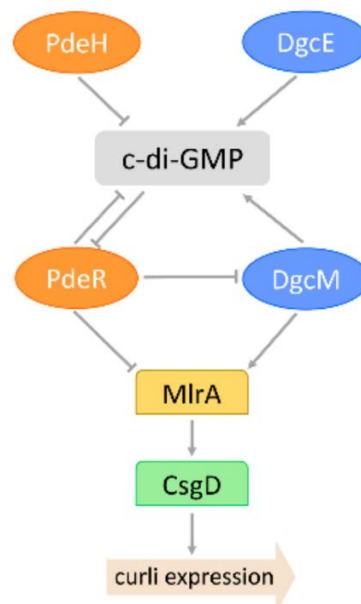 PdeH DgcE
c-di-GMP
PdeR DgcM
MlrA
CsgD
curli expression